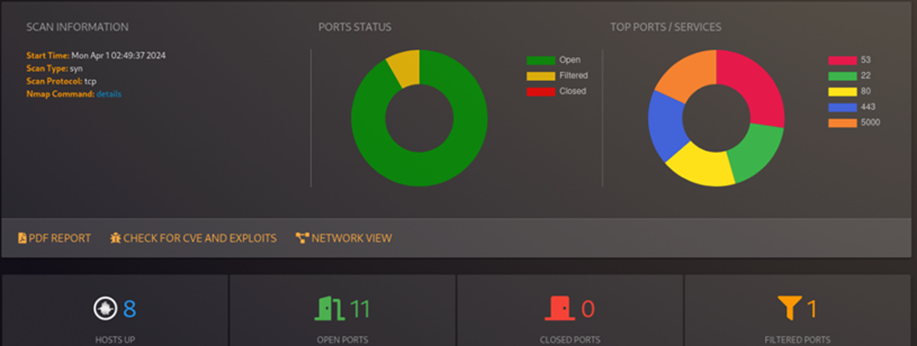 SCAN INFORMATION
Start Time: Mon Apr 1 02:49:37 2024
Scan Type: syn
Scan Protocol: tcp
Nmap Command: details
PORTS STATUS
Open
Filtered
Closed
TOP PORTS / SERVICES
53
22
80
443
5000
PDF REPORT
CHECK FOR CVE AND EXPLOITS
NETWORK VIEW
8
HOSTS UP
11
OPEN PORTS
0
CLOSED PORTS
1
FILTERED PORTS